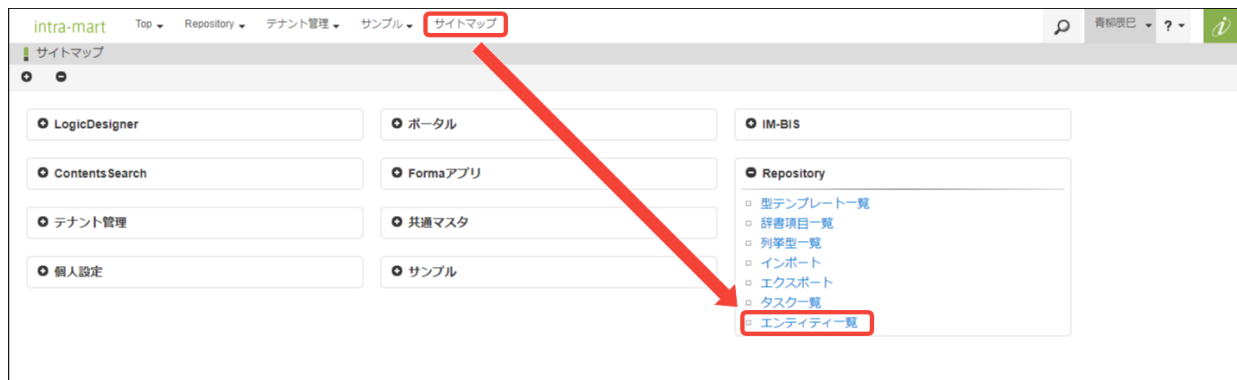 intra-mart Top Repository テナント管理 サンプル サイトマップ 青柳辰巳 ?
サイトマップ
LogicDesigner
ポータル
IM-BIS
ContentsSearch
Formaアプリ
Repository
型テンプレート一覧
辞書項目一覧
列挙型一覧
インポート
エクスポート
タスク一覧
エンティティ一覧
テナント管理
共通マスタ
個人設定
サンプル